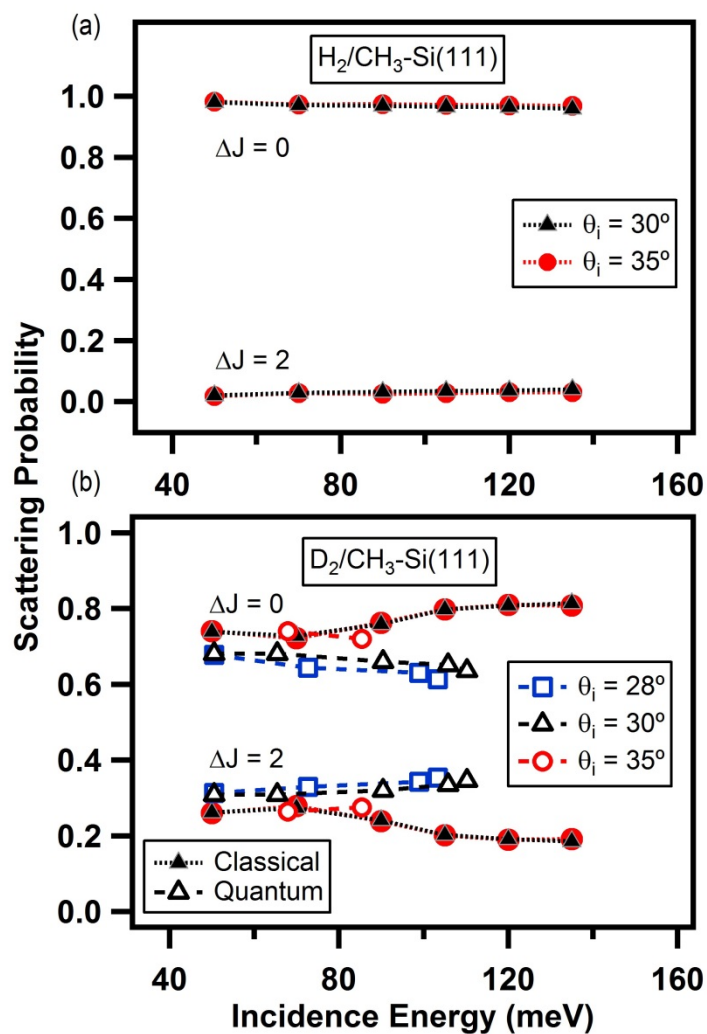 (a)
H₂/CH₃-Si(111)
1.0
ΔJ = 0
0.8
θᵢ = 30º
θᵢ = 35º
0.6
0.4
ΔJ = 2
0.2
0.0
40 80 120 160
Scattering Probability
(b)
1.0
D₂/CH₃-Si(111)
ΔJ = 0
0.8
0.6
θᵢ = 28º
θᵢ = 30º
θᵢ = 35º
0.4
ΔJ = 2
0.2
Classical
Quantum
0.0
40 80 120 160
Incidence Energy (meV)